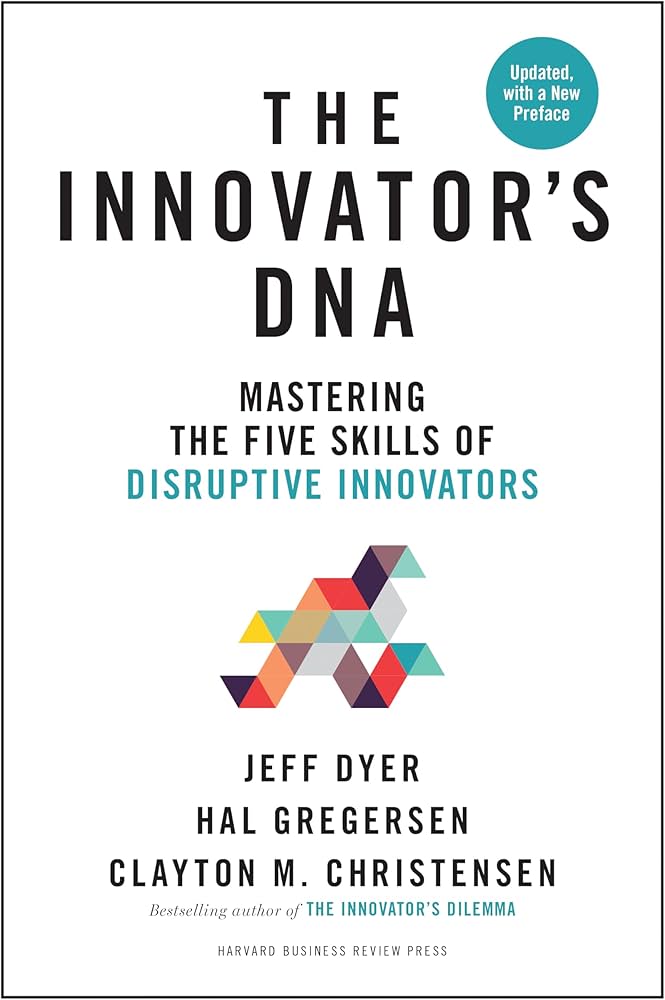 Updated,
with a New
Preface
THE
INNOVATOR’S
DNA
MASTERING
THE FIVE SKILLS OF
DISRUPTIVE INNOVATORS
JEFF DYER
HAL GREGERSEN
CLAYTON M. CHRISTENSEN
Bestselling author of THE INNOVATOR’S DILEMMA
HARVARD BUSINESS REVIEW PRESS